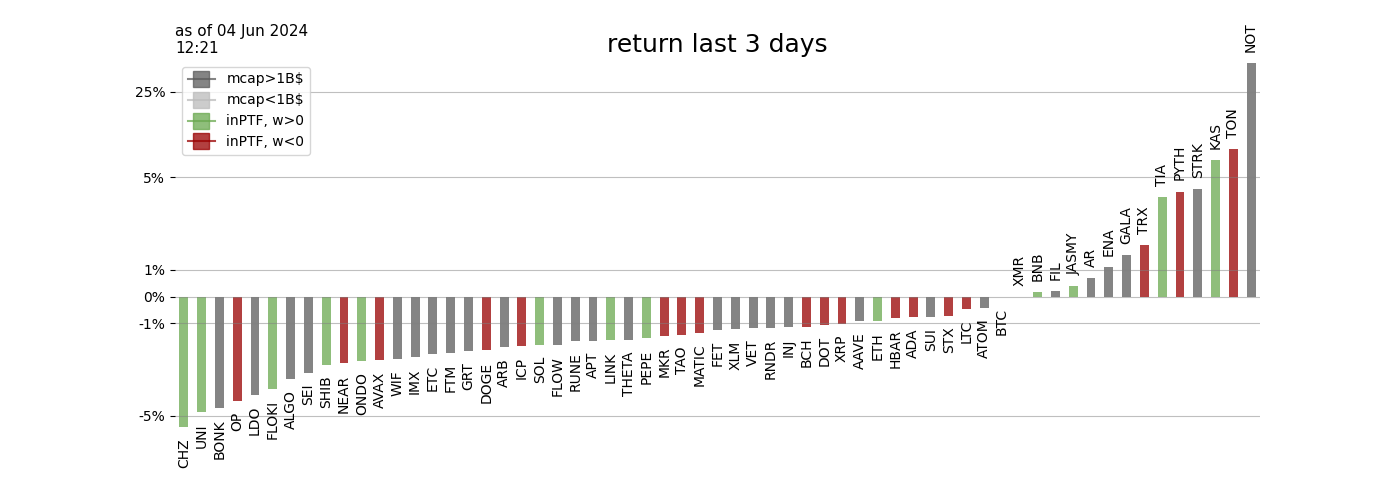 as of 04 Jun 2024
12:21
return last 3 days
mcap>1B$
mcap<1B$
inPTF, w>0
inPTF, w<0
25%
5%
1%
0%
-1%
-5%
CHZ
UNI
BONK
OP
LDO
FLOKI
ALGO
SEI
SHIB
NEAR
ONDO
AVAX
WIF
IMX
ETC
FTM
GRT
DOGE
ARB
ICP
SOL
FLOW
RUNE
APT
LINK
THETA
PEPE
MKR
TAO
MATIC
FET
XLM
VET
RNDR
INJ
BCH
DOT
XRP
AAVE
ETH
HBAR
ADA
SUI
STX
LTC
ATOM
BTC
XMR
BNB
FIL
JASMY
AR
ENA
GALA
TRX
TIA
PYTH
STRK
KAS
TON
NOT